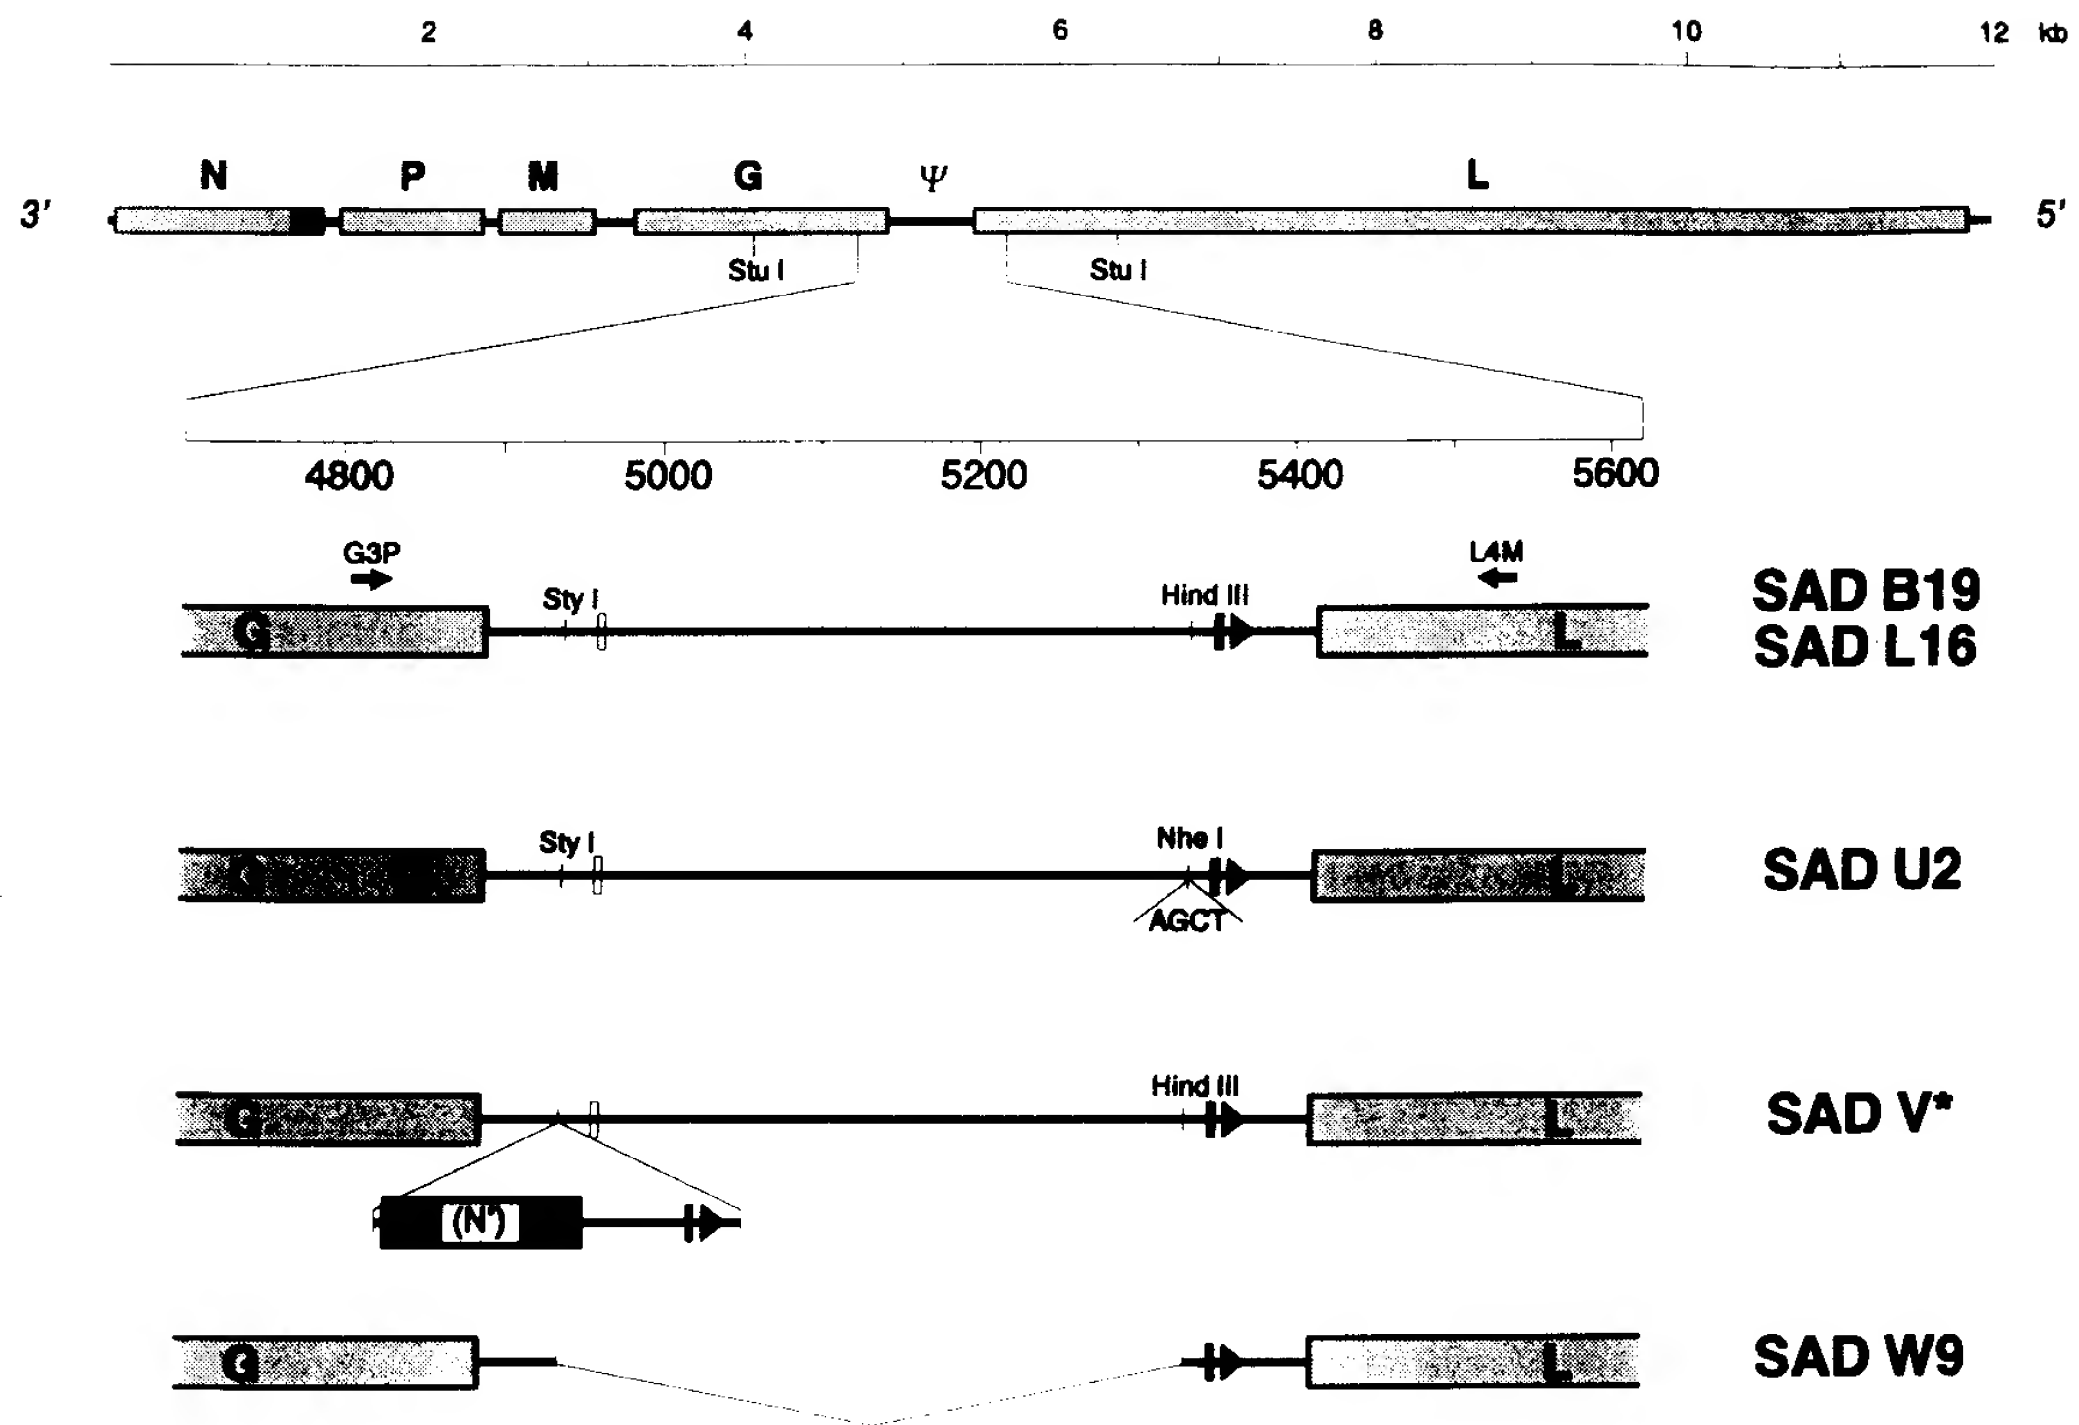 2 4 6 8 10 12 kb
N P M G Ψ L
3' 5'
Stu I Stu I
4800 5000 5200 5400 5600
G3P L4M
Sty I Hind III
G L
SAD B19
SAD L16
Sty I Nhe I
G L SAD U2
AGCT
Hind III
G L SAD V*
(N')
G L SAD W9